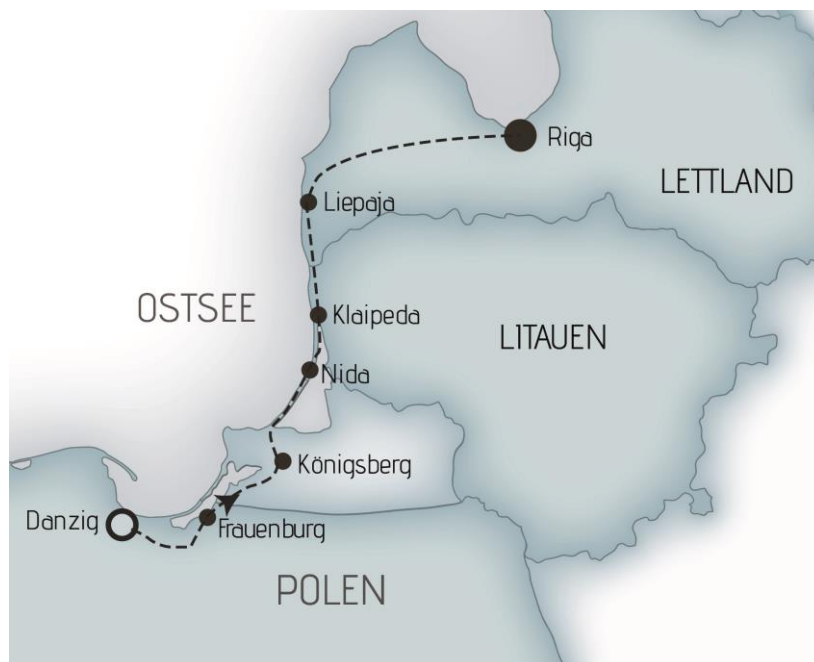 Riga
LETTLAND
Liepaja
OSTSEE
Klaipeda
LITAUEN
Nida
Königsberg
Danzig
Frauenburg
POLEN